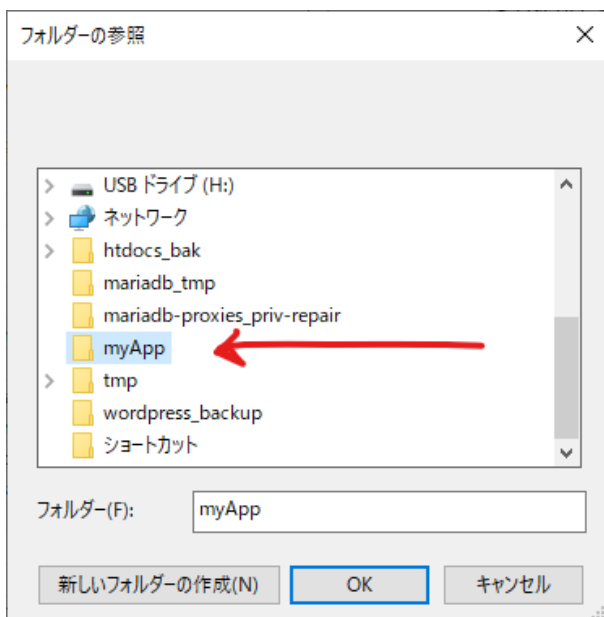 フォルダーの参照
USB ドライブ (H:)
ネットワーク
htdocs_bak
mariadb_tmp
mariadb-proxies_priv-repair
myApp
tmp
wordpress_backup
ショートカット
フォルダー(F): myApp
新しいフォルダーの作成(N) OK キャンセル